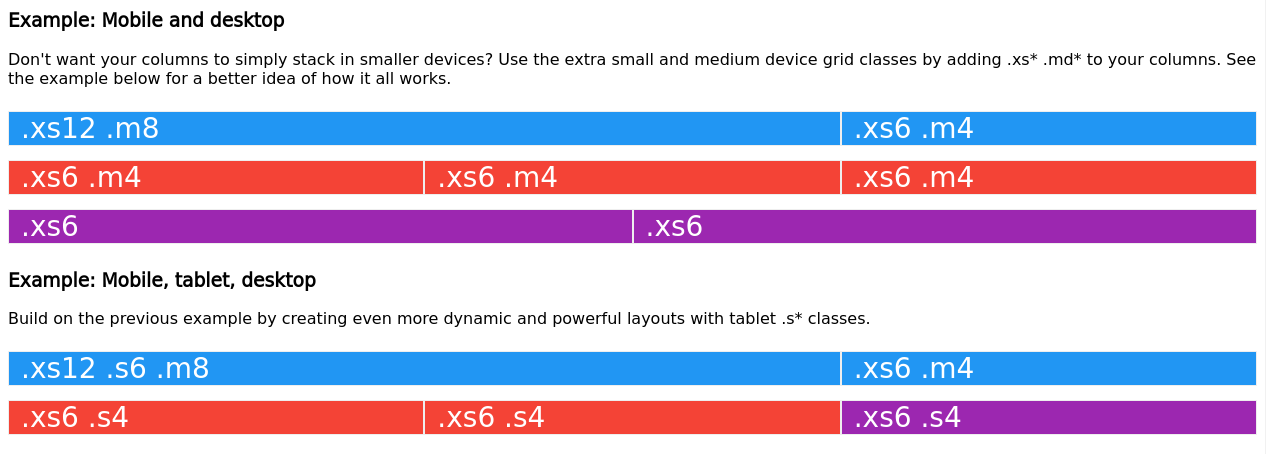 Example: Mobile and desktop
Don't want your columns to simply stack in smaller devices? Use the extra small and medium device grid classes by adding .xs* .md* to your columns. See
the example below for a better idea of how it all works.
.xs12 .m8 .xs6 .m4
.xs6 .m4 .xs6 .m4 .xs6 .m4
.xs6 .xs6
Example: Mobile, tablet, desktop
Build on the previous example by creating even more dynamic and powerful layouts with tablet .s* classes.
.xs12 .s6 .m8 .xs6 .m4
.xs6 .s4 .xs6 .s4 .xs6 .s4